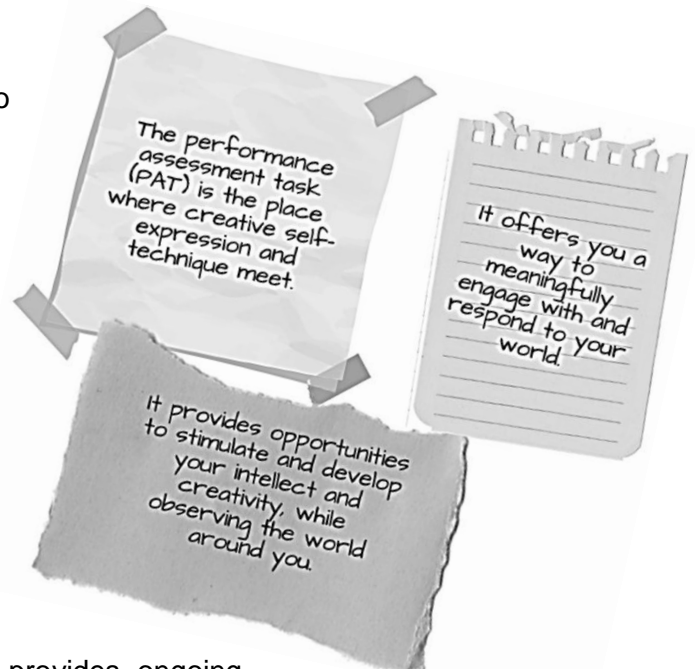 The performance
assessment task
(PAT) is the place
where creative self-
expression and
technique meet.
It offers you a
way to
meaningfully
engage with and
respond to your
world.
It provides opportunities
to stimulate and develop
your intellect and
creativity, while
observing the world
around you.
provides ongoing